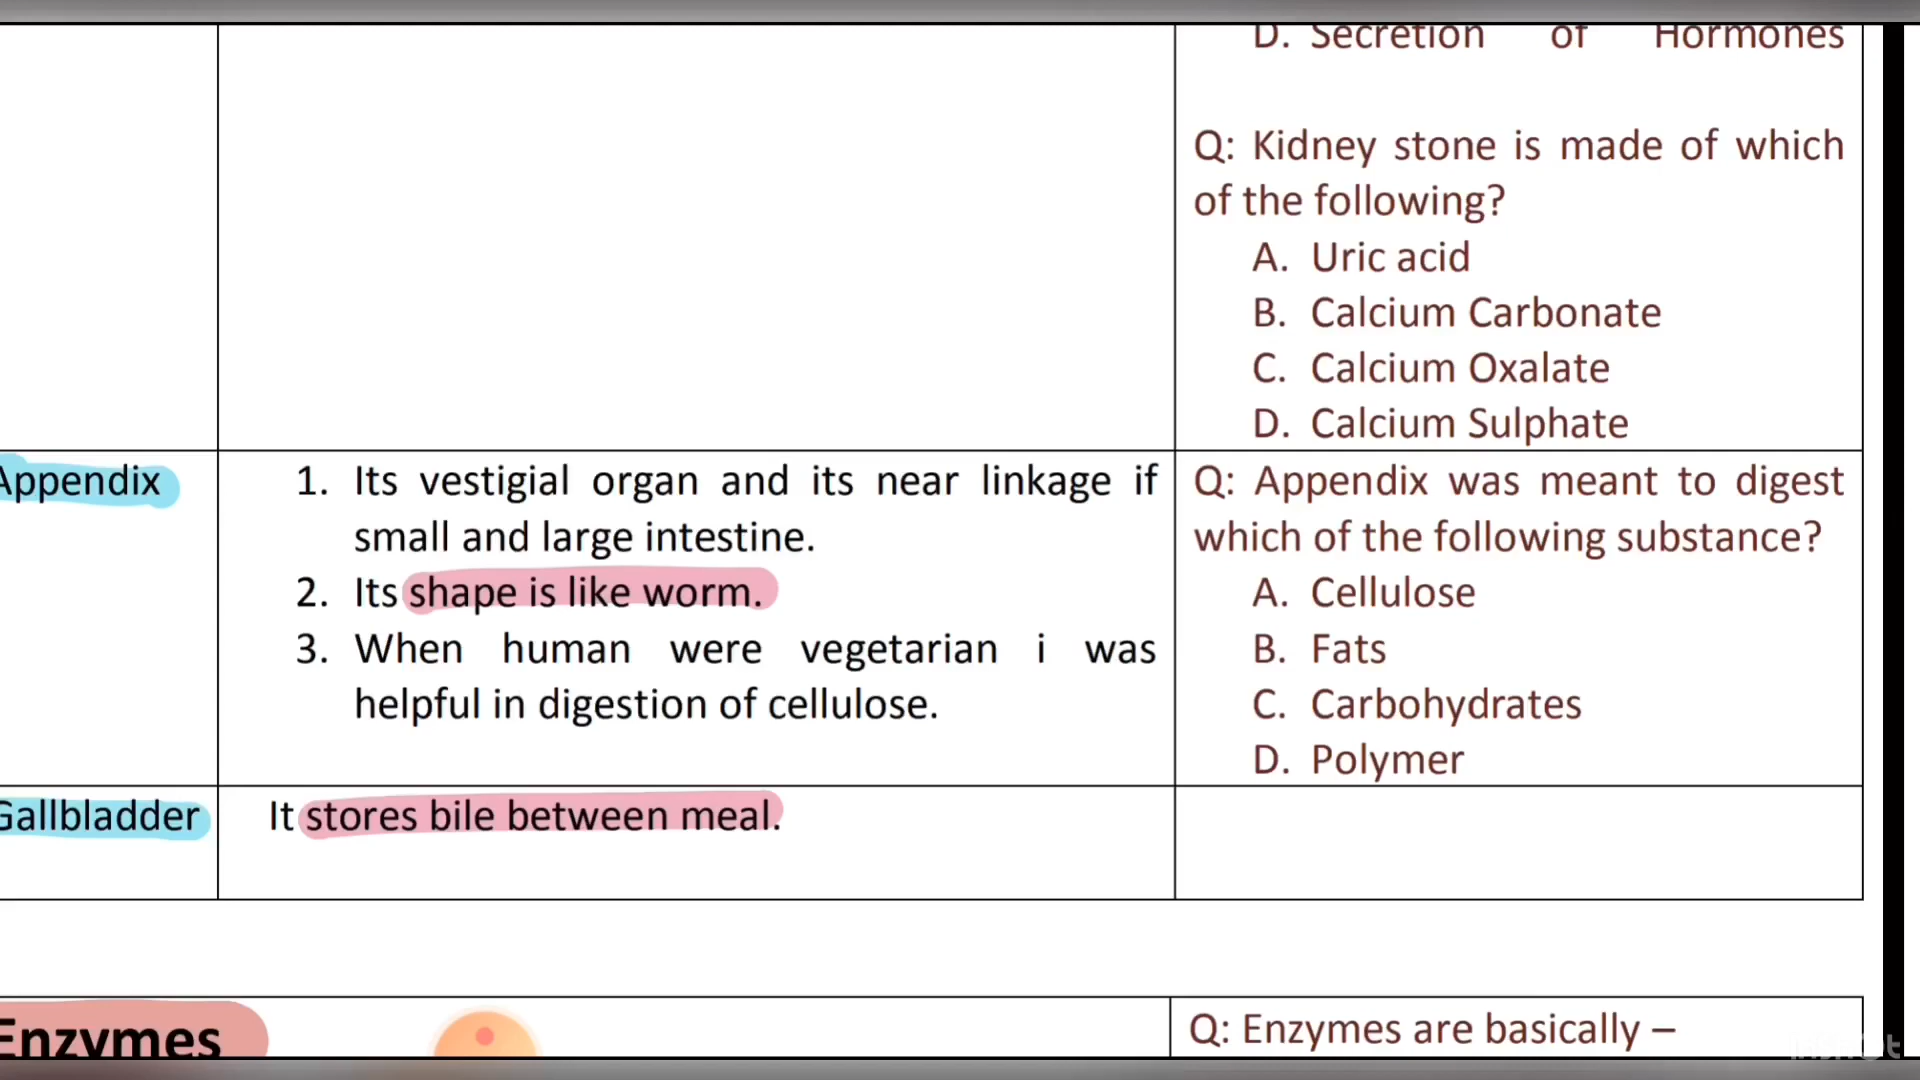 D. Secretion of Hormones
Q: Kidney stone is made of which
of the following?
A. Uric acid
B. Calcium Carbonate
C. Calcium Oxalate
D. Calcium Sulphate
Appendix
1. Its vestigial organ and its near linkage if
small and large intestine.
2. Its shape is like worm.
3. When human were vegetarian i was
helpful in digestion of cellulose.
Q: Appendix was meant to digest
which of the following substance?
A. Cellulose
B. Fats
C. Carbohydrates
D. Polymer
Gallbladder
It stores bile between meal.
Enzymes
Q: Enzymes are basically –